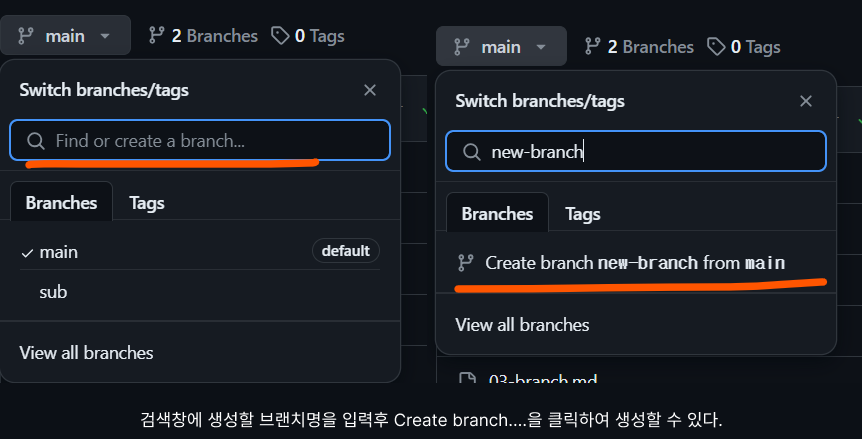 main
2 Branches
0 Tags
Switch branches/tags
Find or create a branch...
Branches
Tags
main
default
sub
View all branches
main
2 Branches
0 Tags
Switch branches/tags
new-branch
Branches
Tags
Create branch new-branch from main
View all branches
03-branch.md
검색창에 생성할 브랜치명을 입력후 Create branch....을 클릭하여 생성할 수 있다.